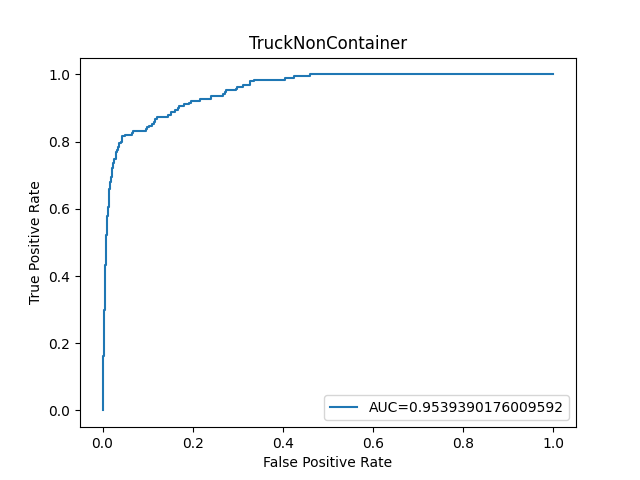 TruckNonContainer
1.0
0.8
0.6
0.4
0.2
0.0
True Positive Rate
AUC=0.9539390176009592
0.0 0.2 0.4 0.6 0.8 1.0
False Positive Rate